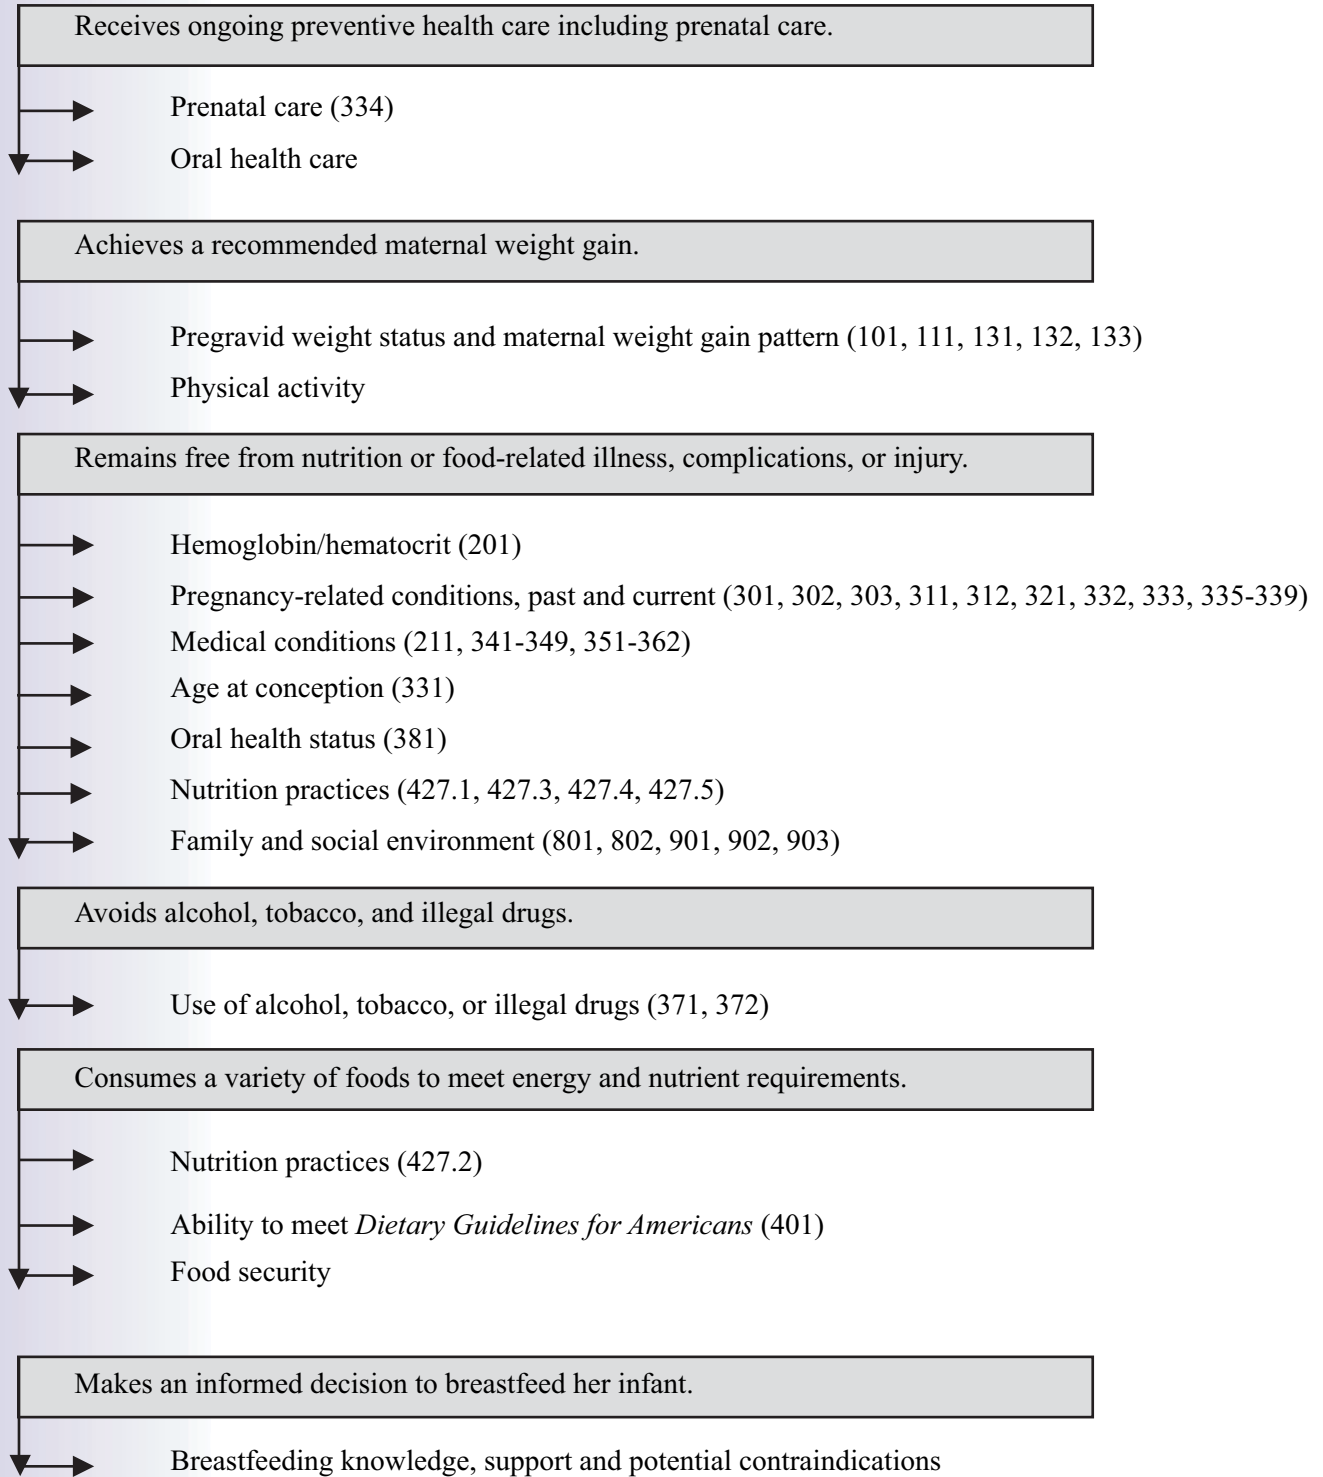 Receives ongoing preventive health care including prenatal care.
Prenatal care (334)
Oral health care
Achieves a recommended maternal weight gain.
Pregravid weight status and maternal weight gain pattern (101, 111, 131, 132, 133)
Physical activity
Remains free from nutrition or food-related illness, complications, or injury.
Hemoglobin/hematocrit (201)
Pregnancy-related conditions, past and current (301, 302, 303, 311, 312, 321, 332, 333, 335-339)
Medical conditions (211, 341-349, 351-362)
Age at conception (331)
Oral health status (381)
Nutrition practices (427.1, 427.3, 427.4, 427.5)
Family and social environment (801, 802, 901, 902, 903)
Avoids alcohol, tobacco, and illegal drugs.
Use of alcohol, tobacco, or illegal drugs (371, 372)
Consumes a variety of foods to meet energy and nutrient requirements.
Nutrition practices (427.2)
Ability to meet Dietary Guidelines for Americans (401)
Food security
Makes an informed decision to breastfeed her infant.
Breastfeeding knowledge, support and potential contraindications